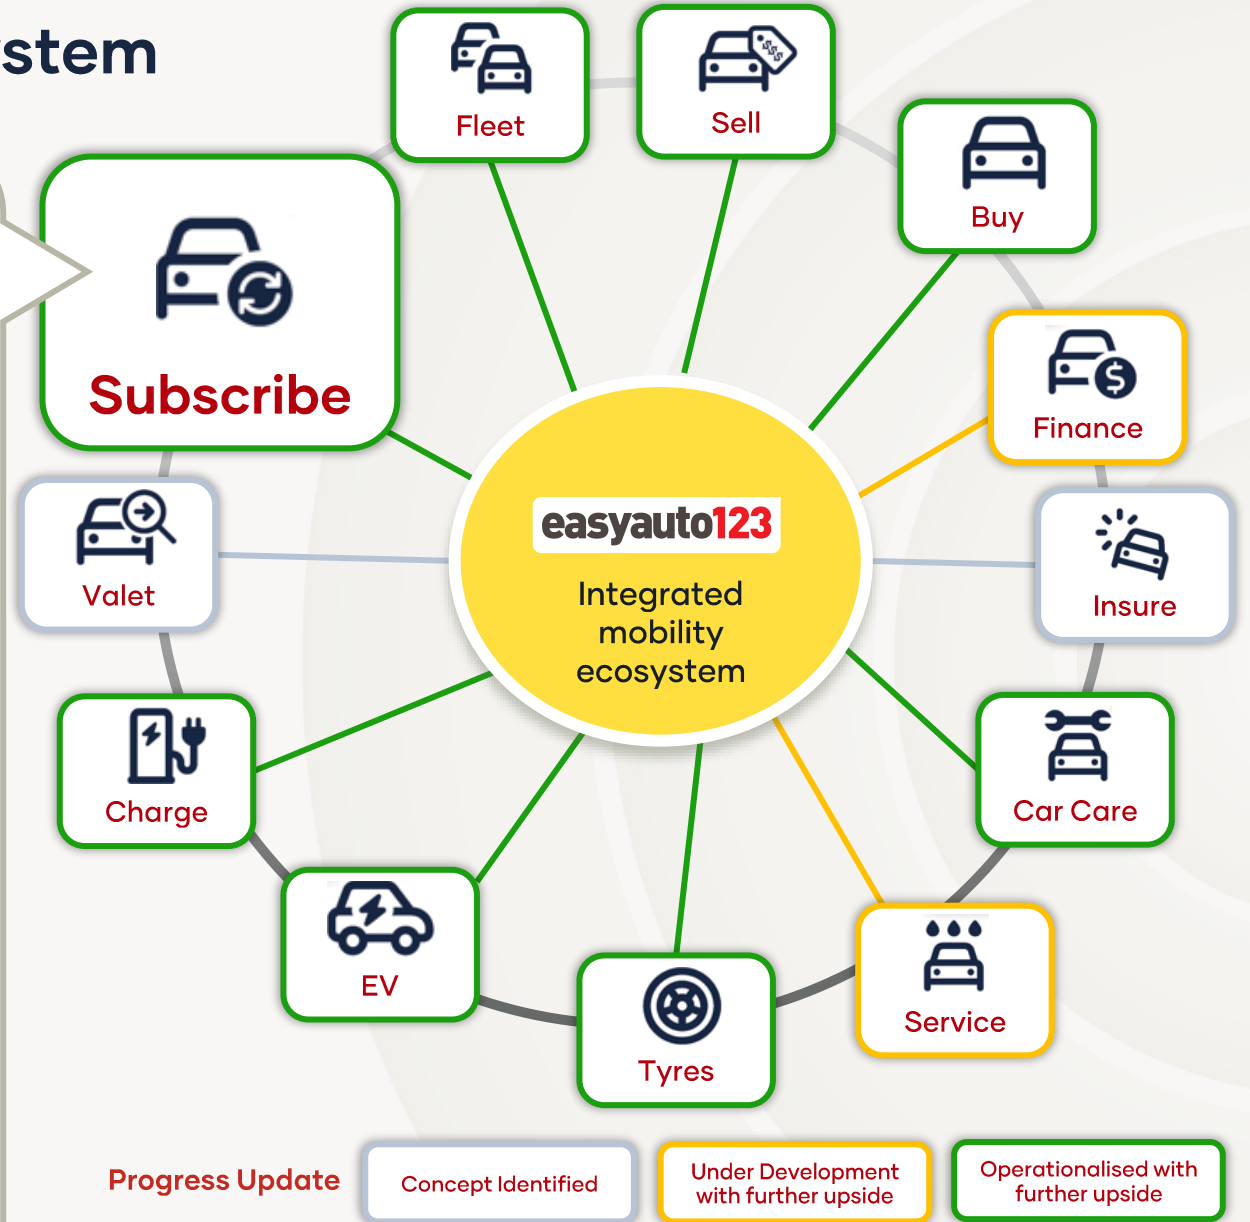 stem
Fleet
Sell
$$$
Buy
Subscribe
$
Finance
Valet
easyauto123
Integrated
mobility
ecosystem
Insure
Charge
Car Care
EV
Service
Tyres
Progress Update
Concept Identified
Under Development
with further upside
Operationalised with
further upside